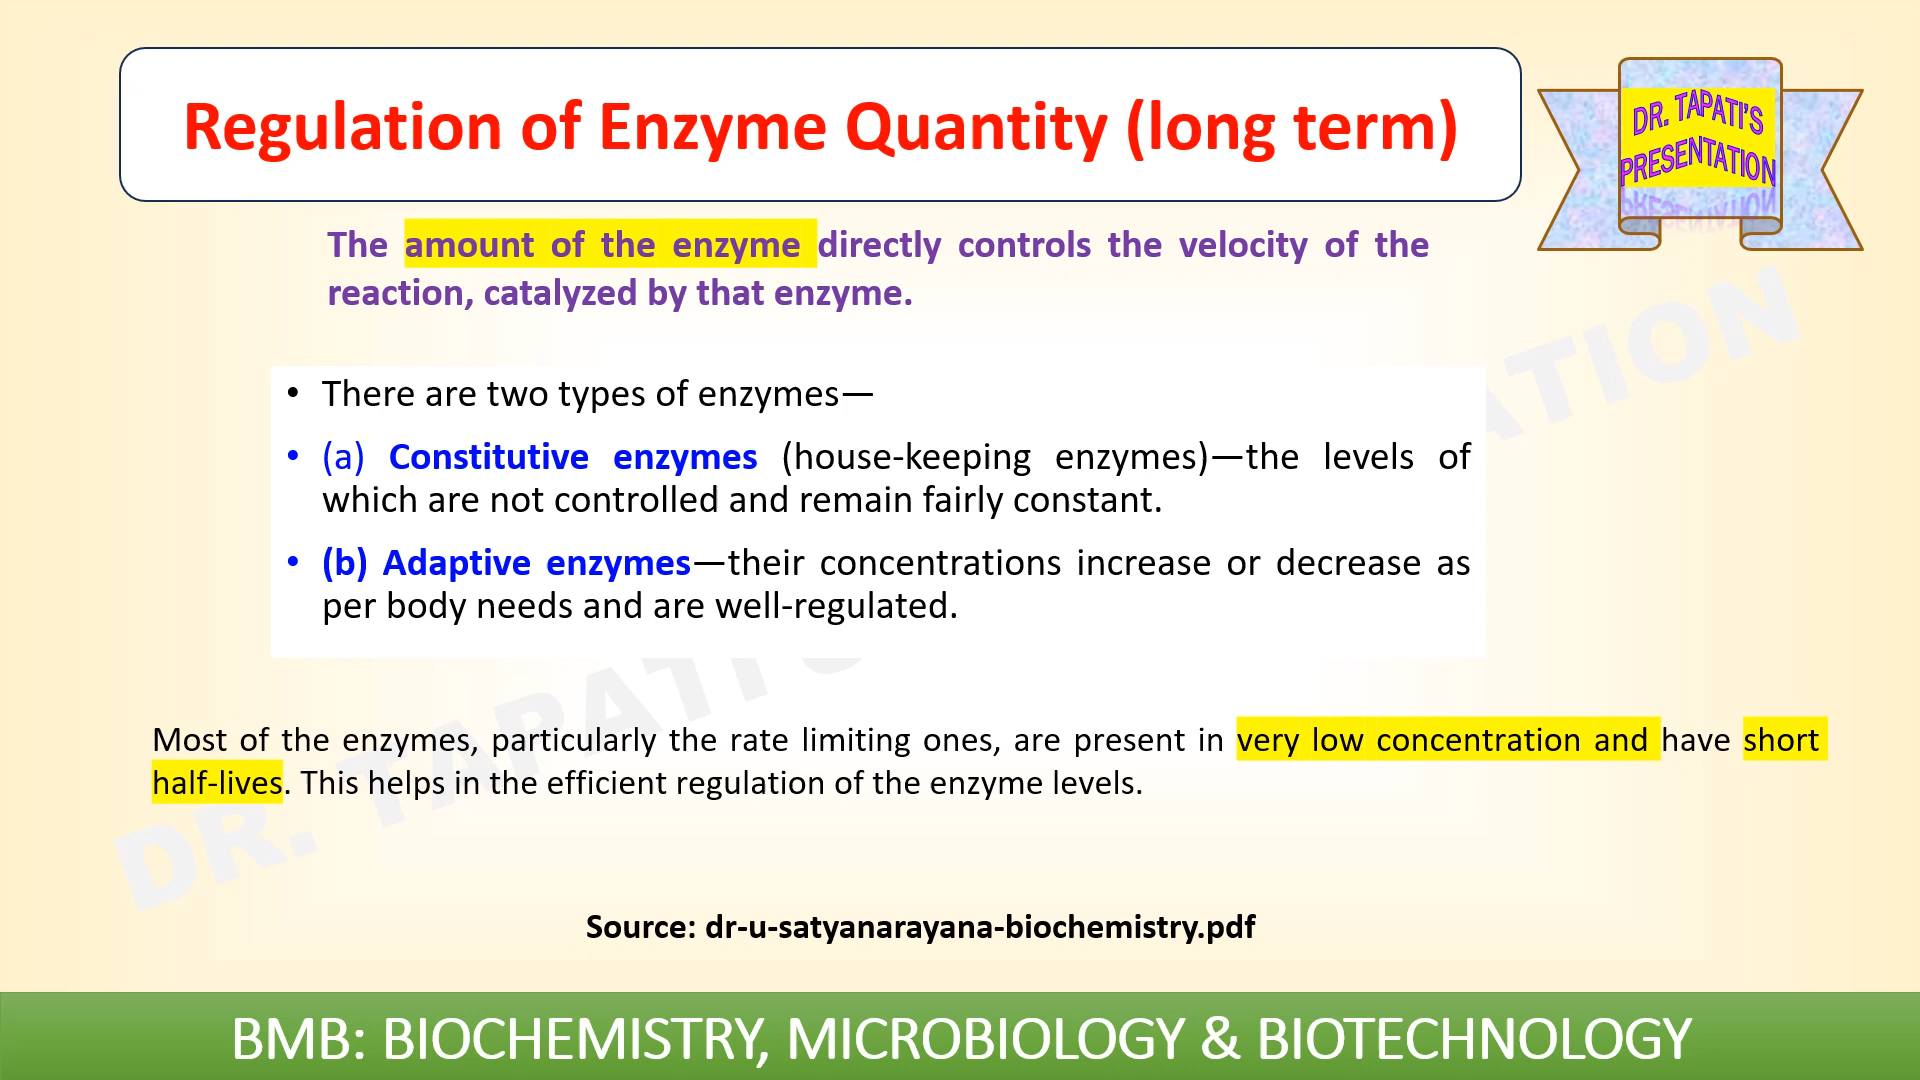 Regulation of Enzyme Quantity (long term)
DR. TAPATI'S
PRESENTATION
The amount of the enzyme directly controls the velocity of the
reaction, catalyzed by that enzyme.
• There are two types of enzymes—
• (a) Constitutive enzymes (house-keeping enzymes)—the levels of
which are not controlled and remain fairly constant.
• (b) Adaptive enzymes—their concentrations increase or decrease as
per body needs and are well-regulated.
Most of the enzymes, particularly the rate limiting ones, are present in very low concentration and have short
half-lives. This helps in the efficient regulation of the enzyme levels.
DR. TAPATI'S
Source: dr-u-satyanarayana-biochemistry.pdf
BMB: BIOCHEMISTRY, MICROBIOLOGY & BIOTECHNOLOGY